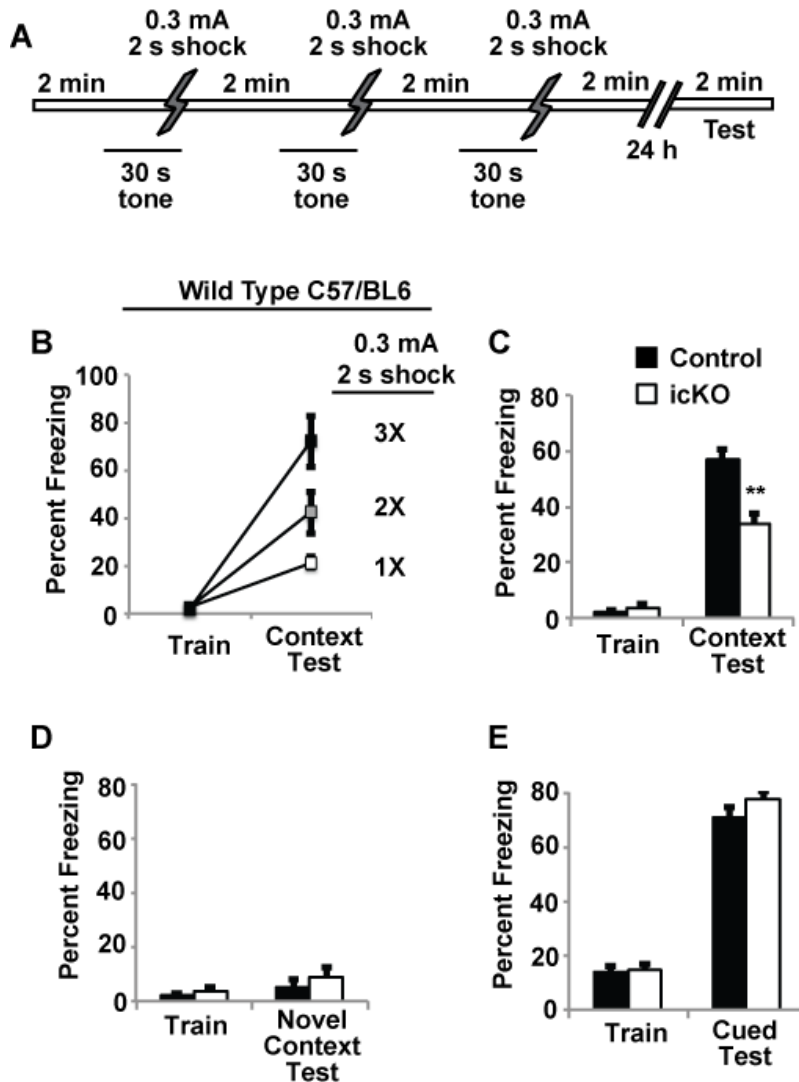 A
0.3 mA
2 s shock
0.3 mA
2 s shock
0.3 mA
2 s shock
2 min
2 min
2 min
2 min
2 min
Test
24 h
30 s
tone
30 s
tone
30 s
tone
Wild Type C57/BL6
B
0.3 mA
2 s shock
Percent Freezing
100
80
60
40
20
0
3X
2X
1X
Train
Context
Test
C
Control
icKO
Percent Freezing
80
60
40
20
0
**
Train
Context
Test
D
Percent Freezing
80
60
40
20
0
Train
Novel
Context
Test
E
Percent Freezing
80
60
40
20
0
Train
Cued
Test